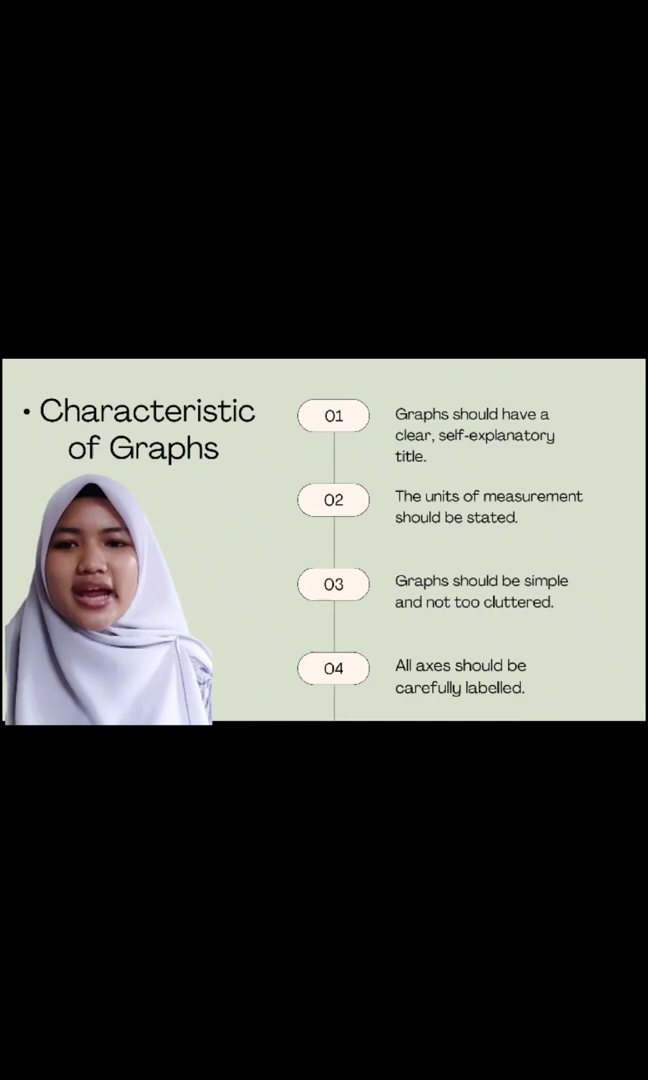 • Characteristic
of Graphs
01
Graphs should have a
clear, self-explanatory
title.
02
The units of measurement
should be stated.
03
Graphs should be simple
and not too cluttered.
04
All axes should be
carefully labelled.